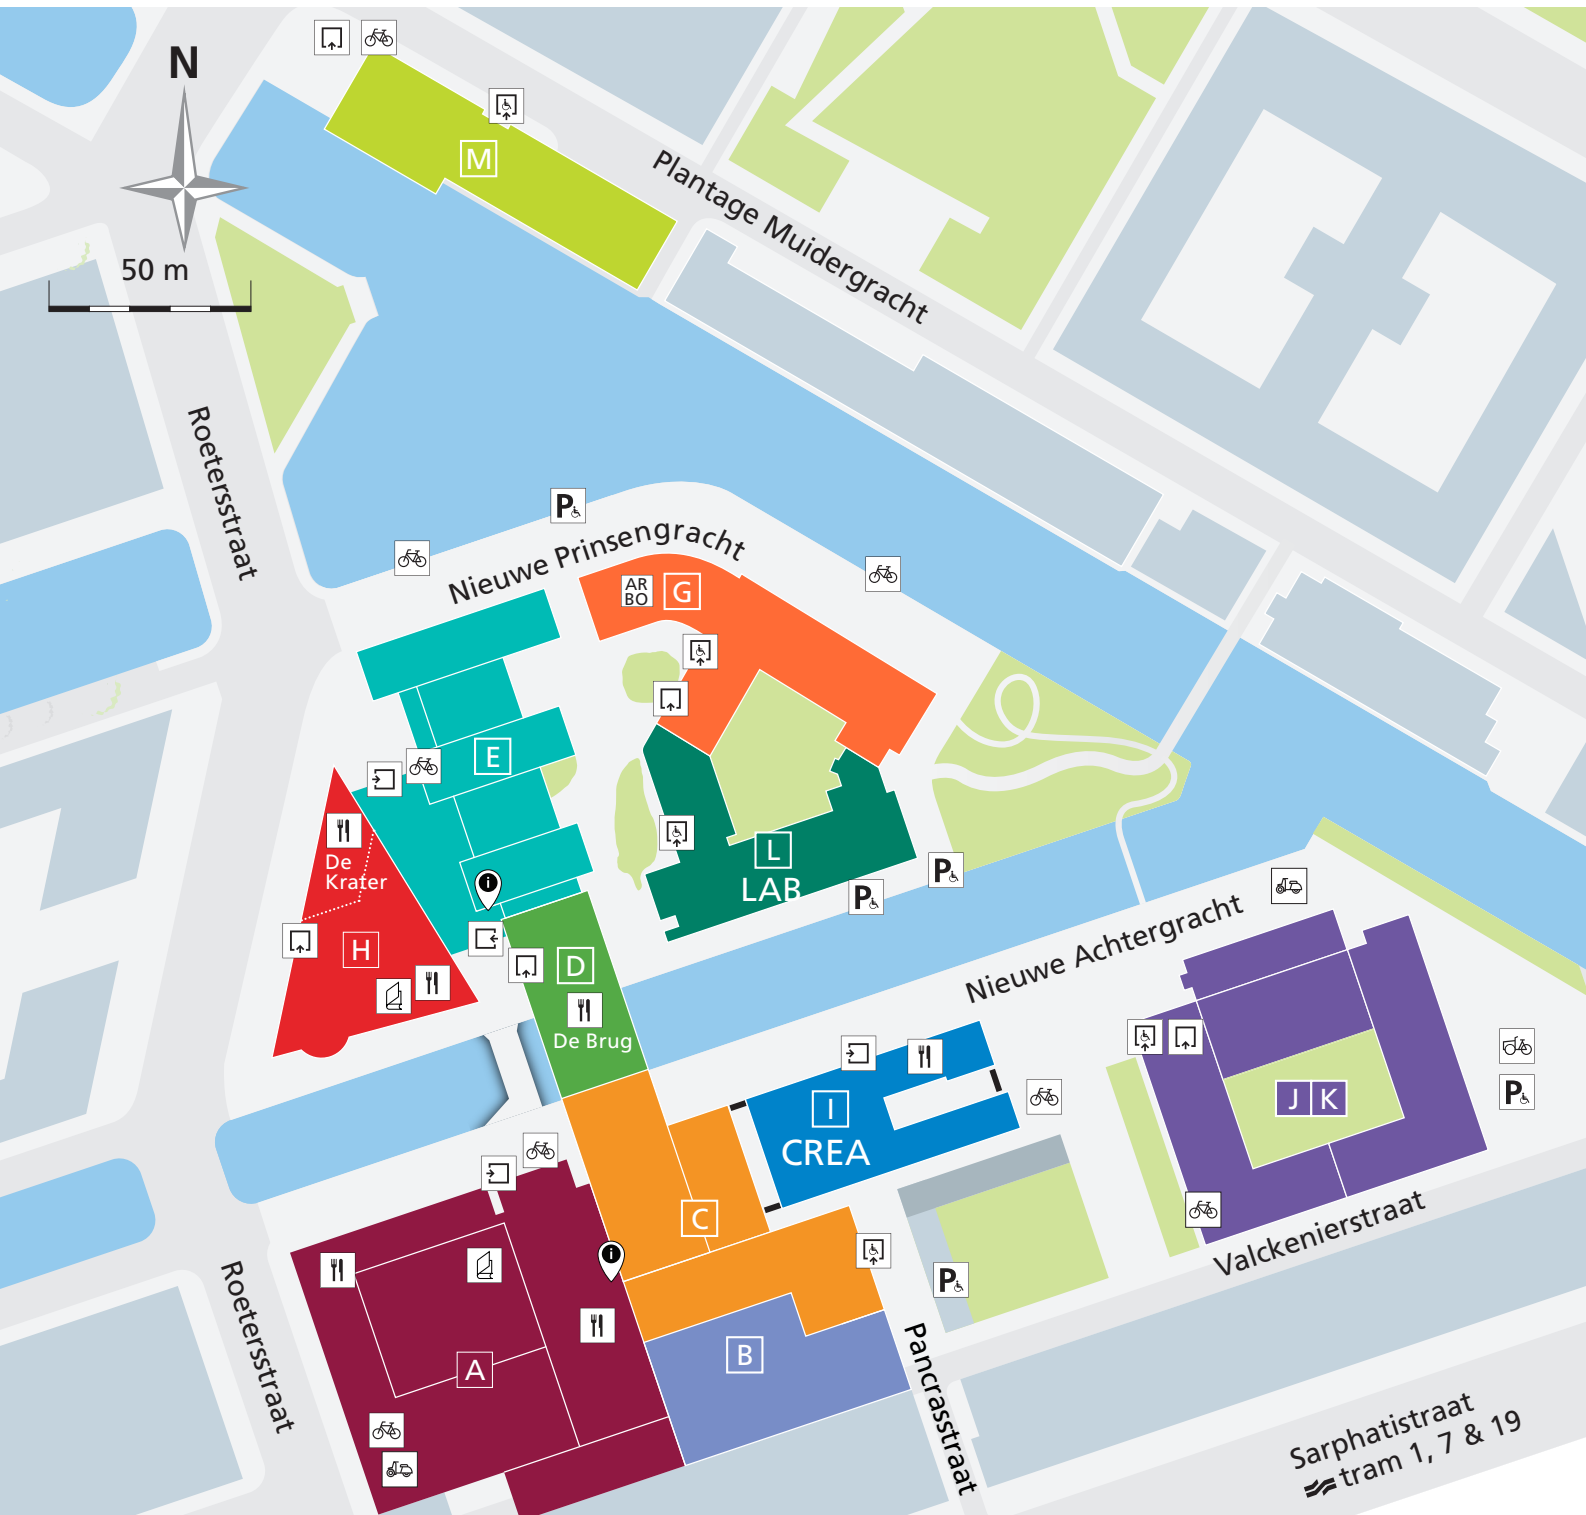 N
50 m
M
Plantage Muidergracht
Roetersstraat
P
Nieuwe Prinsengracht
AR
BO
G
E
De
Krater
i
L
LAB
P
P
H
D
De Brug
Nieuwe Achtergracht
I
CREA
J K
P
C
i
Valckenierstraat
P
Roetersstraat
A
B
Pancrasstraat
Sarphatistraat
tram 1, 7 & 19